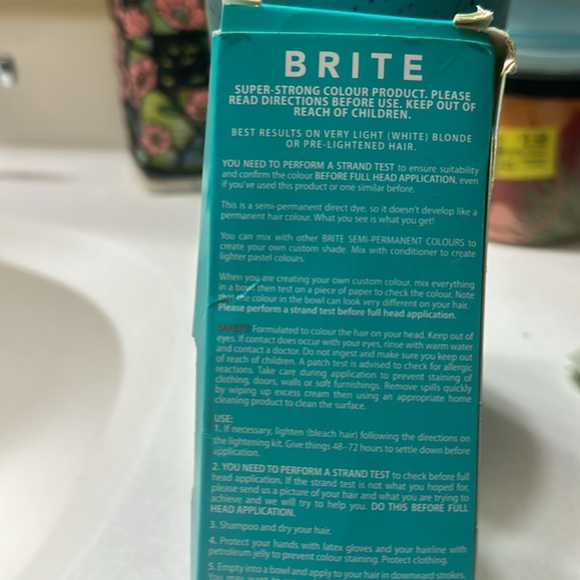 BRITE
SUPER-STRONG COLOUR PRODUCT. PLEASE
READ DIRECTIONS BEFORE USE. KEEP OUT OF
REACH OF CHILDREN.
BEST RESULTS ON VERY LIGHT (WHITE) BLONDE
OR PRE-LIGHTENED HAIR.
YOU NEED TO PERFORM A STRAND TEST to ensure suitability
and confirm the colour BEFORE FULL HEAD APPLICATION, even
if you've used this product or one similar before.
This is a semi-permanent direct dye, so it doesn't develop like a
permanent hair colour. What you see is what you get!
You can mix with other BRITE SEMI-PERMANENT COLOURS to
create your own custom shade. Mix with conditioner to create
lighter pastel colours.
When you are creating your own custom colour, mix everything
in a bowl then test on a piece of paper to check the colour. Note
that the colour in the bowl can look very different on your hair.
Please perform a strand test before full head application.
SAFETY: Formulated to colour the hair on your head. Keep out of
eyes. If contact does occur with your eyes, rinse with warm water
and contact a doctor. Do not ingest and make sure you keep out
of reach of children. A patch test is advised to check for allergic
reactions. Take care during application to prevent staining of
clothing, doors, walls or soft furnishings. Remove spills quickly
by wiping up excess cream then using an appropriate home
cleaning product to clean the surface.
USE:
1. If necessary, lighten (bleach hair) following the directions on
the lightening kit. Give things 48–72 hours to settle down before
application.
2. YOU NEED TO PERFORM A STRAND TEST to check before full
head application. If the strand test is not what you hoped for,
please send us a picture of your hair and what you are trying to
achieve and we will try to help you. DO THIS BEFORE FULL
HEAD APPLICATION.
3. Shampoo and dry your hair.
4. Protect your hands with latex gloves and your hairline with
petroleum jelly to prevent colour staining. Protect clothing.
5. Empty into a bowl and apply to your hair in downward strokes.
You may want to